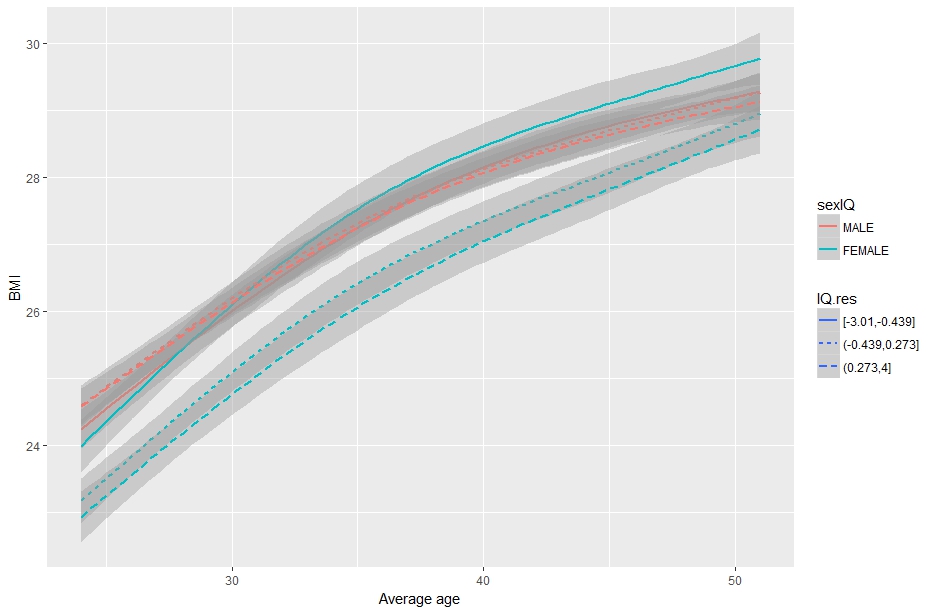 30
28
26
24
BMI
30
40
50
Average age
sexIQ
MALE
FEMALE
IQ.res
[-3.01,-0.439]
(-0.439,0.273]
(0.273,4]